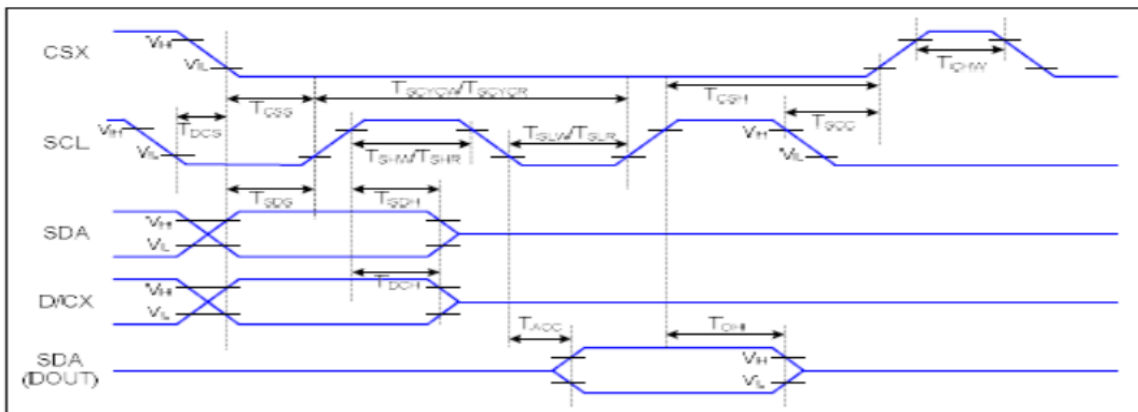 CSX
VIH
VIL
TCHW
TCSS
TSCYCW/TSCYCR
TCSH
TDCS
TSCC
SCL
VIH
VIL
TSHW/TSHR
TSLW/TSLR
VIH
VIL
TSDS
TSDH
SDA
VIH
VIL
TDCH
D/CX
VIH
VIL
TACC
TOH
SDA
(DOUT)
VIH
VIL